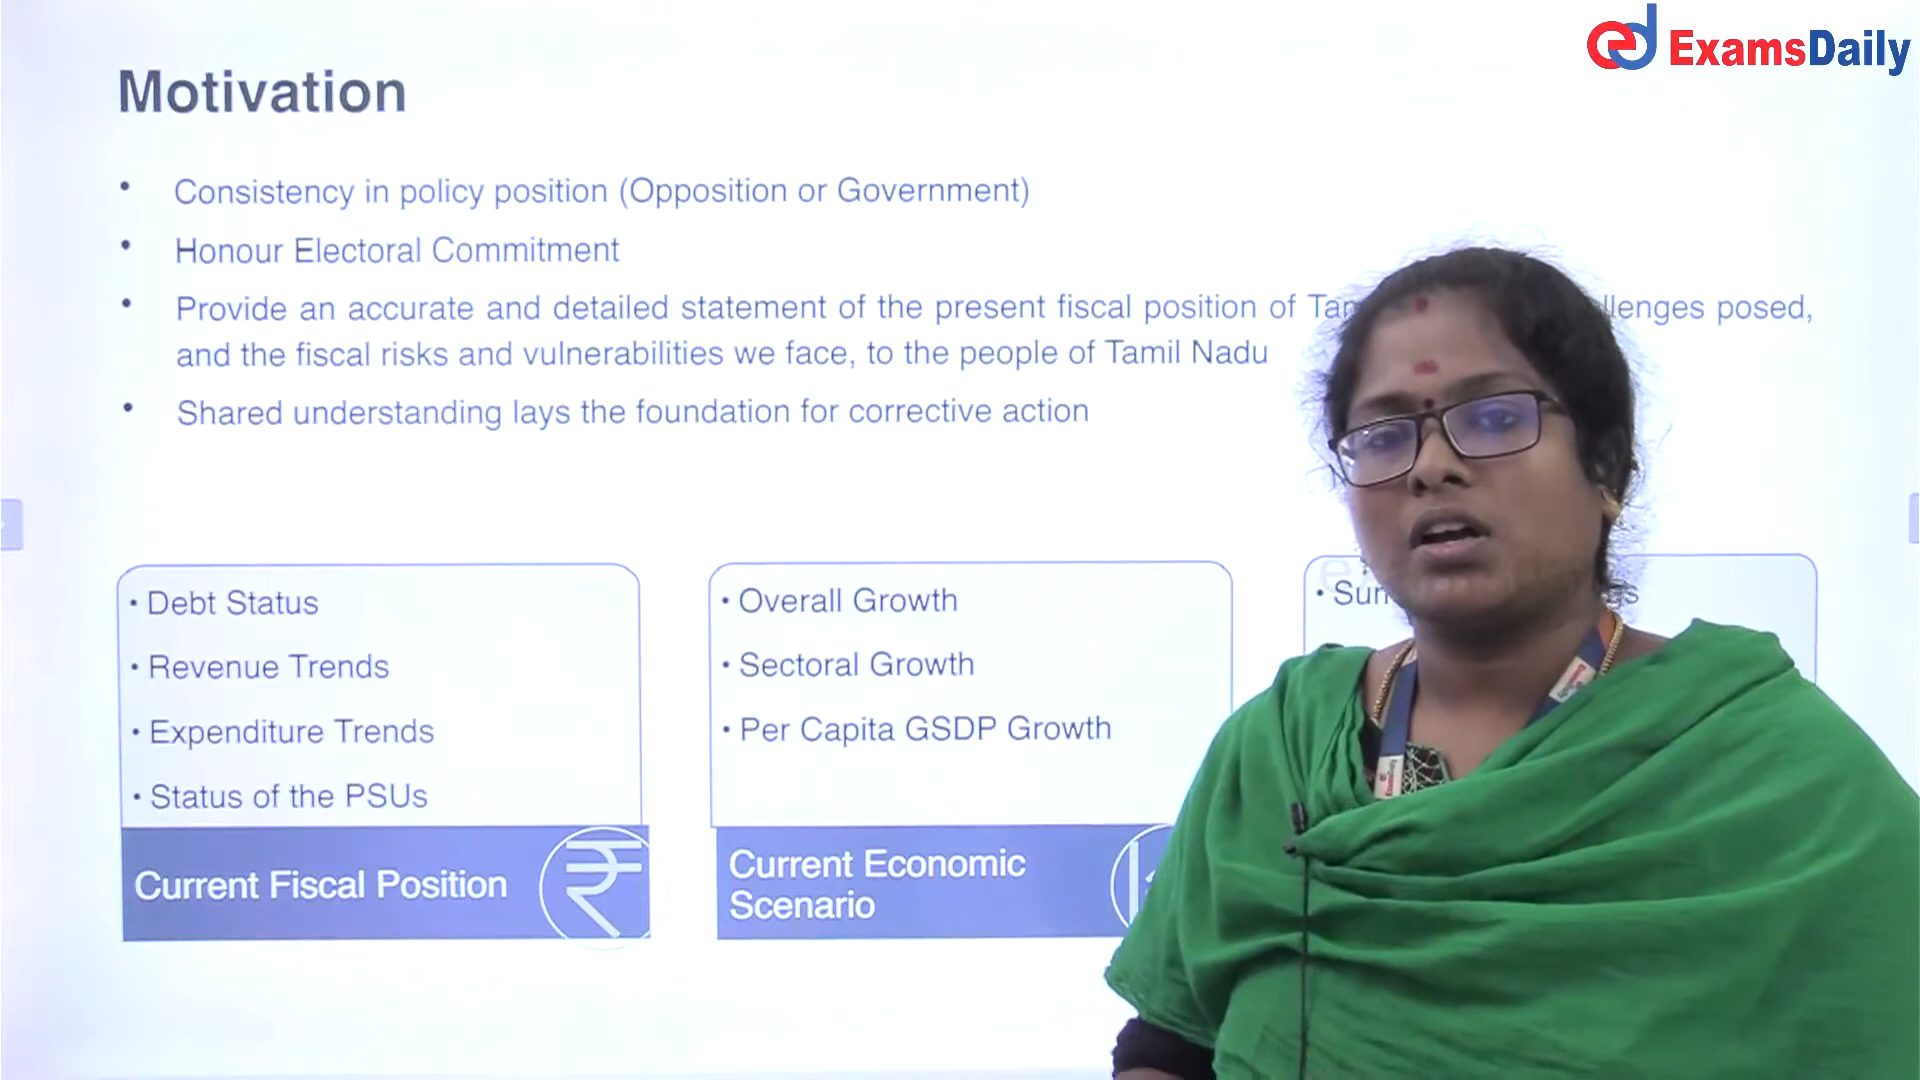 ExamsDaily
Motivation
• Consistency in policy position (Opposition or Government)
• Honour Electoral Commitment
• Provide an accurate and detailed statement of the present fiscal position of posed,
and the fiscal risks and vulnerabilities we face, to the people of Tamil Nadu
• Shared understanding lays the foundation for corrective action
• Debt Status
• Revenue Trends
• Expenditure Trends
• Status of the PSUs
Current Fiscal Position
₹
• Overall Growth
• Sectoral Growth
• Per Capita GSDP Growth
Current Economic
Scenario